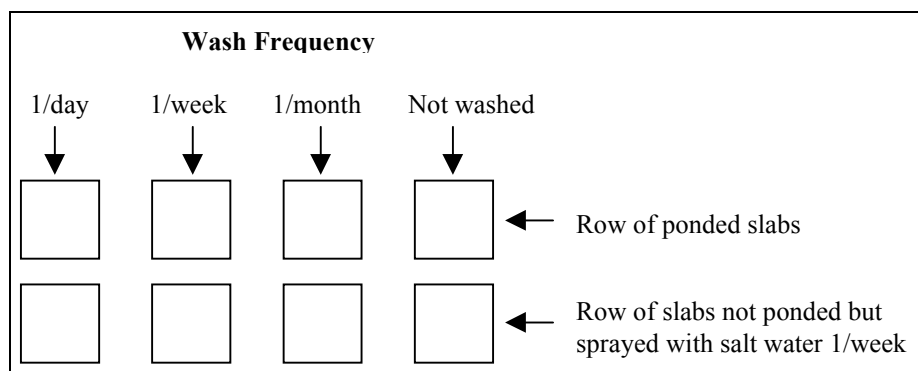 Wash Frequency
1/day 1/week 1/month Not washed
Row of ponded slabs
Row of slabs not ponded but
sprayed with salt water 1/week